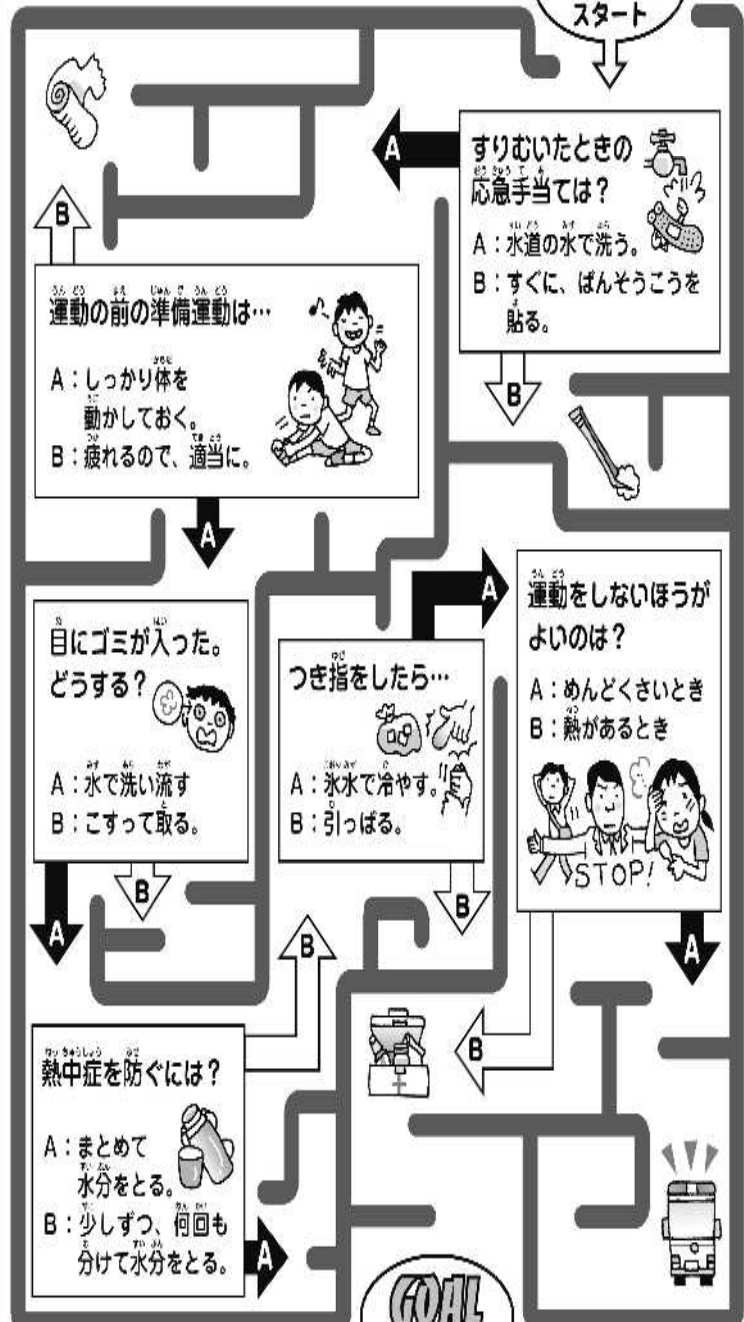 スタート
すりむいたときの
応急手当ては？
A：水道の水で洗う。
B：すぐに、ばんそうこうを
貼る。
A
B
運動の前の準備運動は…
A：しっかり体を
動かしておく。
B：疲れるので、適当に。
B
A
目にゴミが入った。
どうする？
A：水で洗い流す
B：こすって取る。
A
B
つき指をしたら…
A：氷水で冷やす。
B：引っぱる。
A
B
運動をしないほうが
よいのは？
A：めんどくさいとき
B：熱があるとき
STOP!
A
B
熱中症を防ぐには？
A：まとめて
水分をとる。
B：少しずつ、何回も
分けて水分をとる。
B
A
GOAL